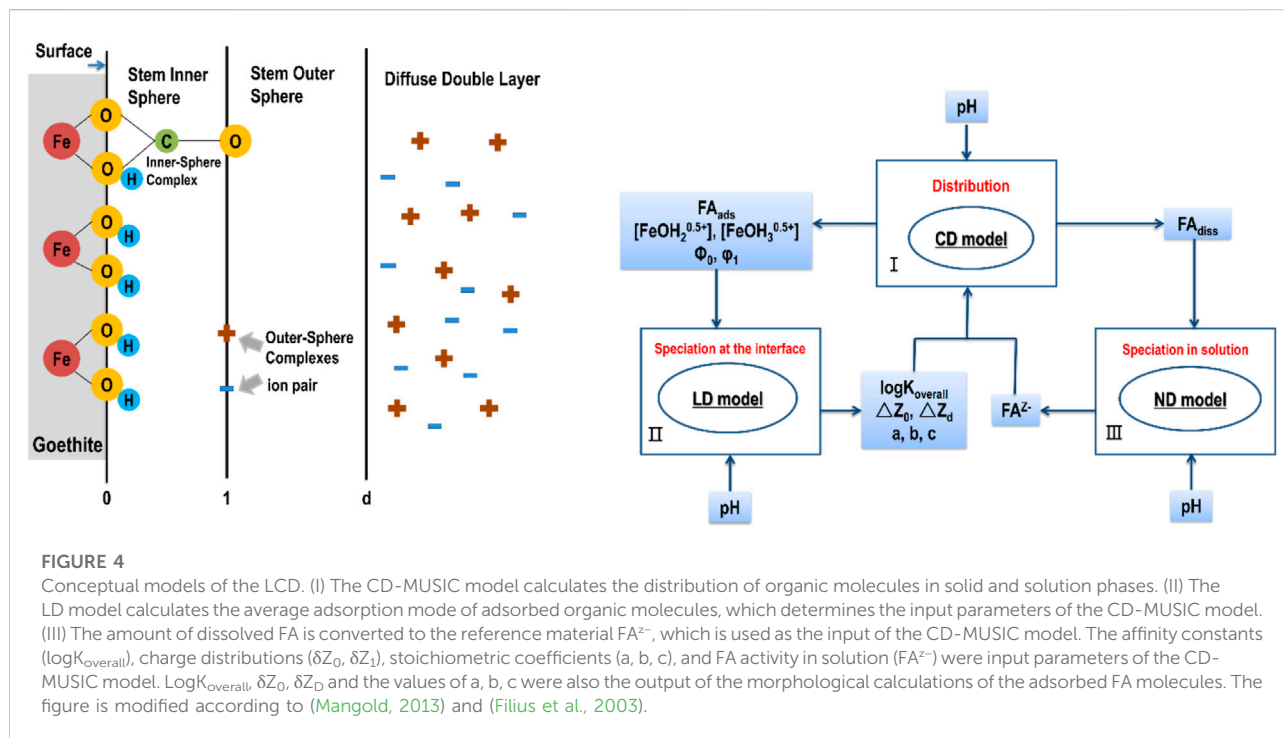 Surface
Stem Inner
Sphere
Stem Outer
Sphere
Diffuse Double Layer
Fe
O
O
H
C
O
Inner-Sphere
Complex
Fe
O
H
O
H
Fe
O
H
O
H
Outer-Sphere
Complexes
ion pair
Goethite
0
1
d
pH
Distribution
CD model
I
FA_ads
[FeOH₂^0.5+], [FeOH₃^0.5+]
Φ₀, φ₁
FA_diss
Speciation at the interface
LD model
II
logK_overall
△Z₀, △Z_d
a, b, c
FA^Z-
Speciation in solution
ND model
III
pH
pH
FIGURE 4
Conceptual models of the LCD. (I) The CD-MUSIC model calculates the distribution of organic molecules in solid and solution phases. (II) The
LD model calculates the average adsorption mode of adsorbed organic molecules, which determines the input parameters of the CD-MUSIC model.
(III) The amount of dissolved FA is converted to the reference material FA^z−, which is used as the input of the CD-MUSIC model. The affinity constants
(logK_overall), charge distributions (δZ₀, δZ₁), stoichiometric coefficients (a, b, c), and FA activity in solution (FA^z−) were input parameters of the CD-
MUSIC model. LogK_overall, δZ₀, δZ_D and the values of a, b, c were also the output of the morphological calculations of the adsorbed FA molecules. The
figure is modified according to (Mangold, 2013) and (Filius et al., 2003).